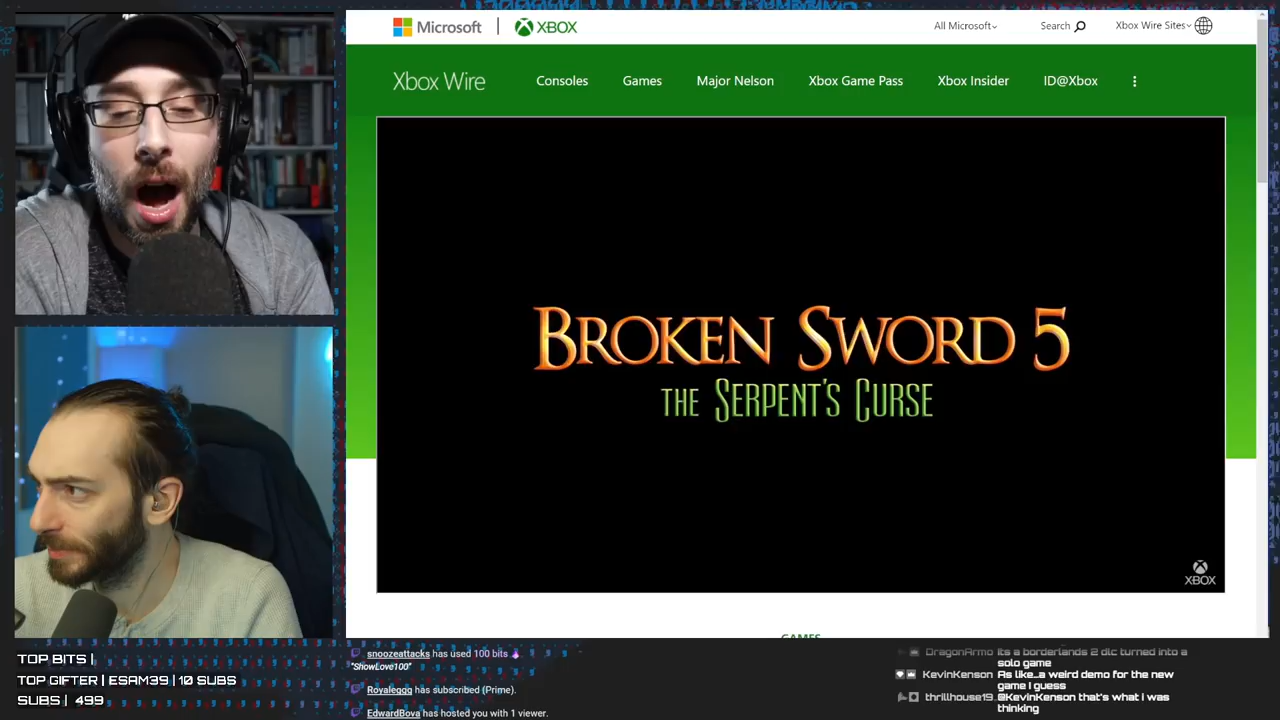 Microsoft | XBOX
All Microsoft
Search
Xbox Wire Sites
Xbox Wire
Consoles
Games
Major Nelson
Xbox Game Pass
Xbox Insider
ID@Xbox
BROKEN SWORD 5
THE SERPENT'S CURSE
XBOX
GAMES
TOP BITS |
TOP GIFTER | ESAM39 | 10 SUBS
SUBS | 499
snoozeattacks has used 100 bits
"ShowLove100"
Royaleqqq has subscribed (Prime).
EdwardBova has hosted you with 1 viewer.
DragonArmo its a borderlands 2 dlc turned into a
solo game
KevinKenson As like_a weird demo for the new
game I guess
thrillhouse19 @KevinKenson that's what i was
thinking